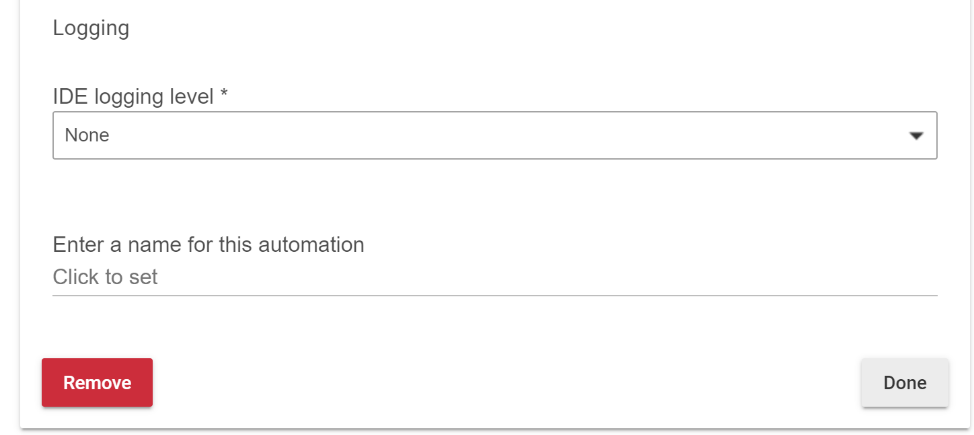 Logging
IDE logging level *
None
Enter a name for this automation
Click to set
Remove
Done